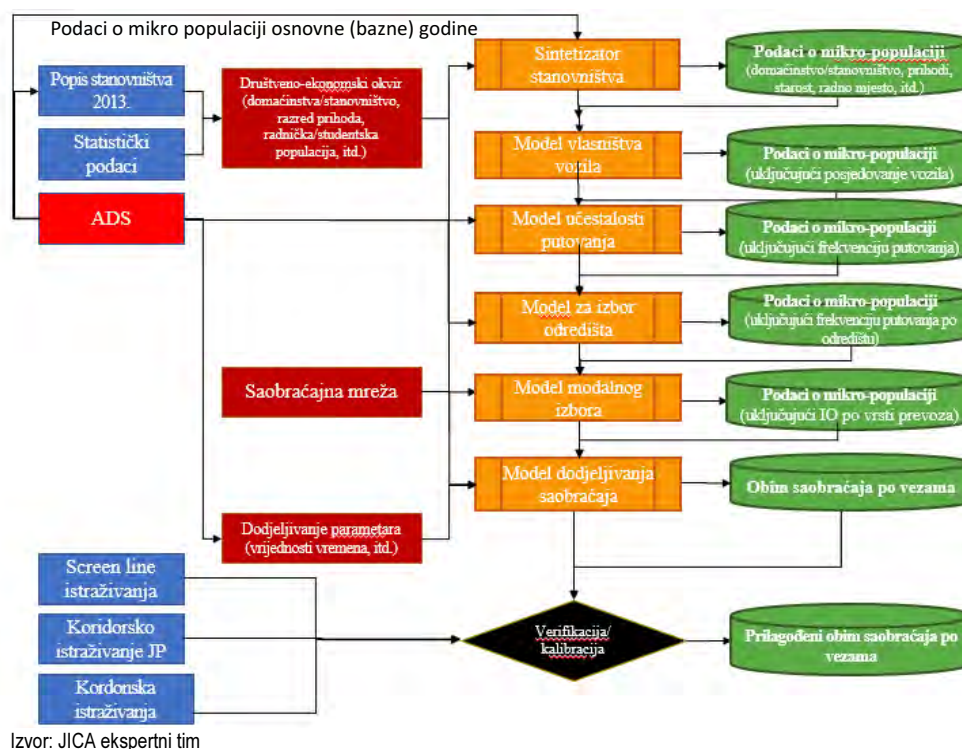 Podaci o mikro populaciji osnovne (bazne) godine
Popis stanovništva
2013.
Statistički
podaci
ADS
Društveno-ekonomski okvir
(domaćinstva/stanovništvo,
razred prihoda,
radnička/studentska
populacija, itd.)
Saobraćajna mreža
Dodjeljivanje parametara
(vrijednosti vremena, itd.)
Screen line
istraživanja
Koridorsko
istraživanje JP
Kordonska
istraživanja
Sintetizator
stanovništva
Model vlasništva
vozila
Model učestalosti
putovanja
Model za izbor
odredišta
Model modalnog
izbora
Model dodjeljivanja
saobraćaja
Verifikacija/
kalibracija
Podaci o mikro-populaciji
(domaćinstvo/stanovništvo, prihodi,
starost, radno mjesto, itd.)
Podaci o mikro-populaciji
(uključujući posjedovanje vozila)
Podaci o mikro-populaciji
(uključujući frekvenciju putovanja)
Podaci o mikro-populaciji
(uključujući frekvenciju putovanja po
odredištu)
Podaci o mikro-populaciji
(uključujući IO po vrsti prevoza)
Obim saobraćaja po vezama
Prilagođeni obim saobraćaja po
vezama
Izvor: JICA ekspertni tim